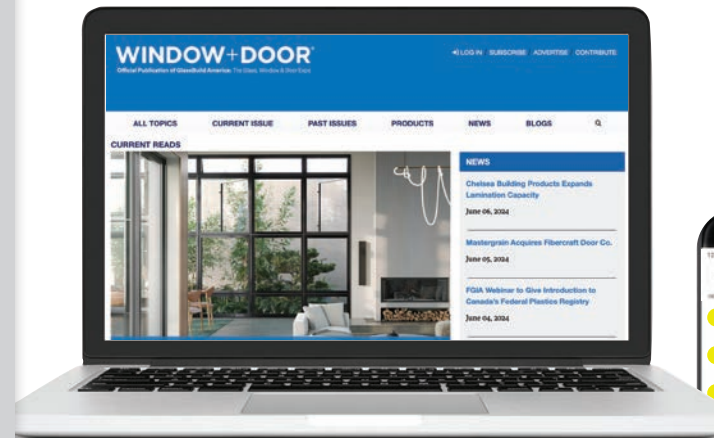 WINDOW+DOOR®
Official Publication of GlassBuild America: The Glass, Window & Door Expo
LOG IN SUBSCRIBE ADVERTISE CONTRIBUTE
ALL TOPICS CURRENT ISSUE PAST ISSUES PRODUCTS NEWS BLOGS
CURRENT READS
NEWS
Chelsea Building Products Expands
Lamination Capacity
June 06, 2024
Mastergrain Acquires Fibercraft Door Co.
June 05, 2024
FGIA Webinar to Give Introduction to
Canada's Federal Plastics Registry
June 04, 2024